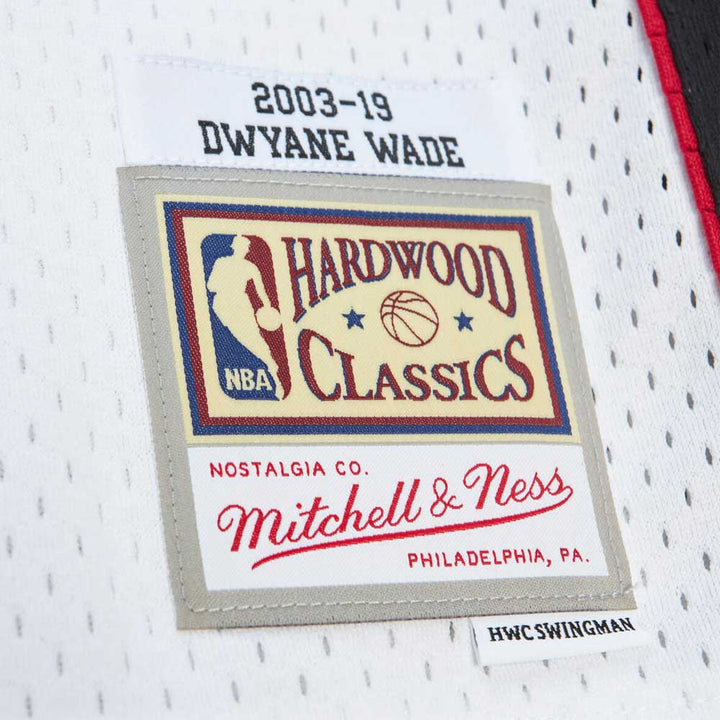 2003-19
DWYANE WADE
HARDWOOD
CLASSICS
NBA
NOSTALGIA CO.
Mitchell & Ness
PHILADELPHIA, PA.
HWC SWINGMAN